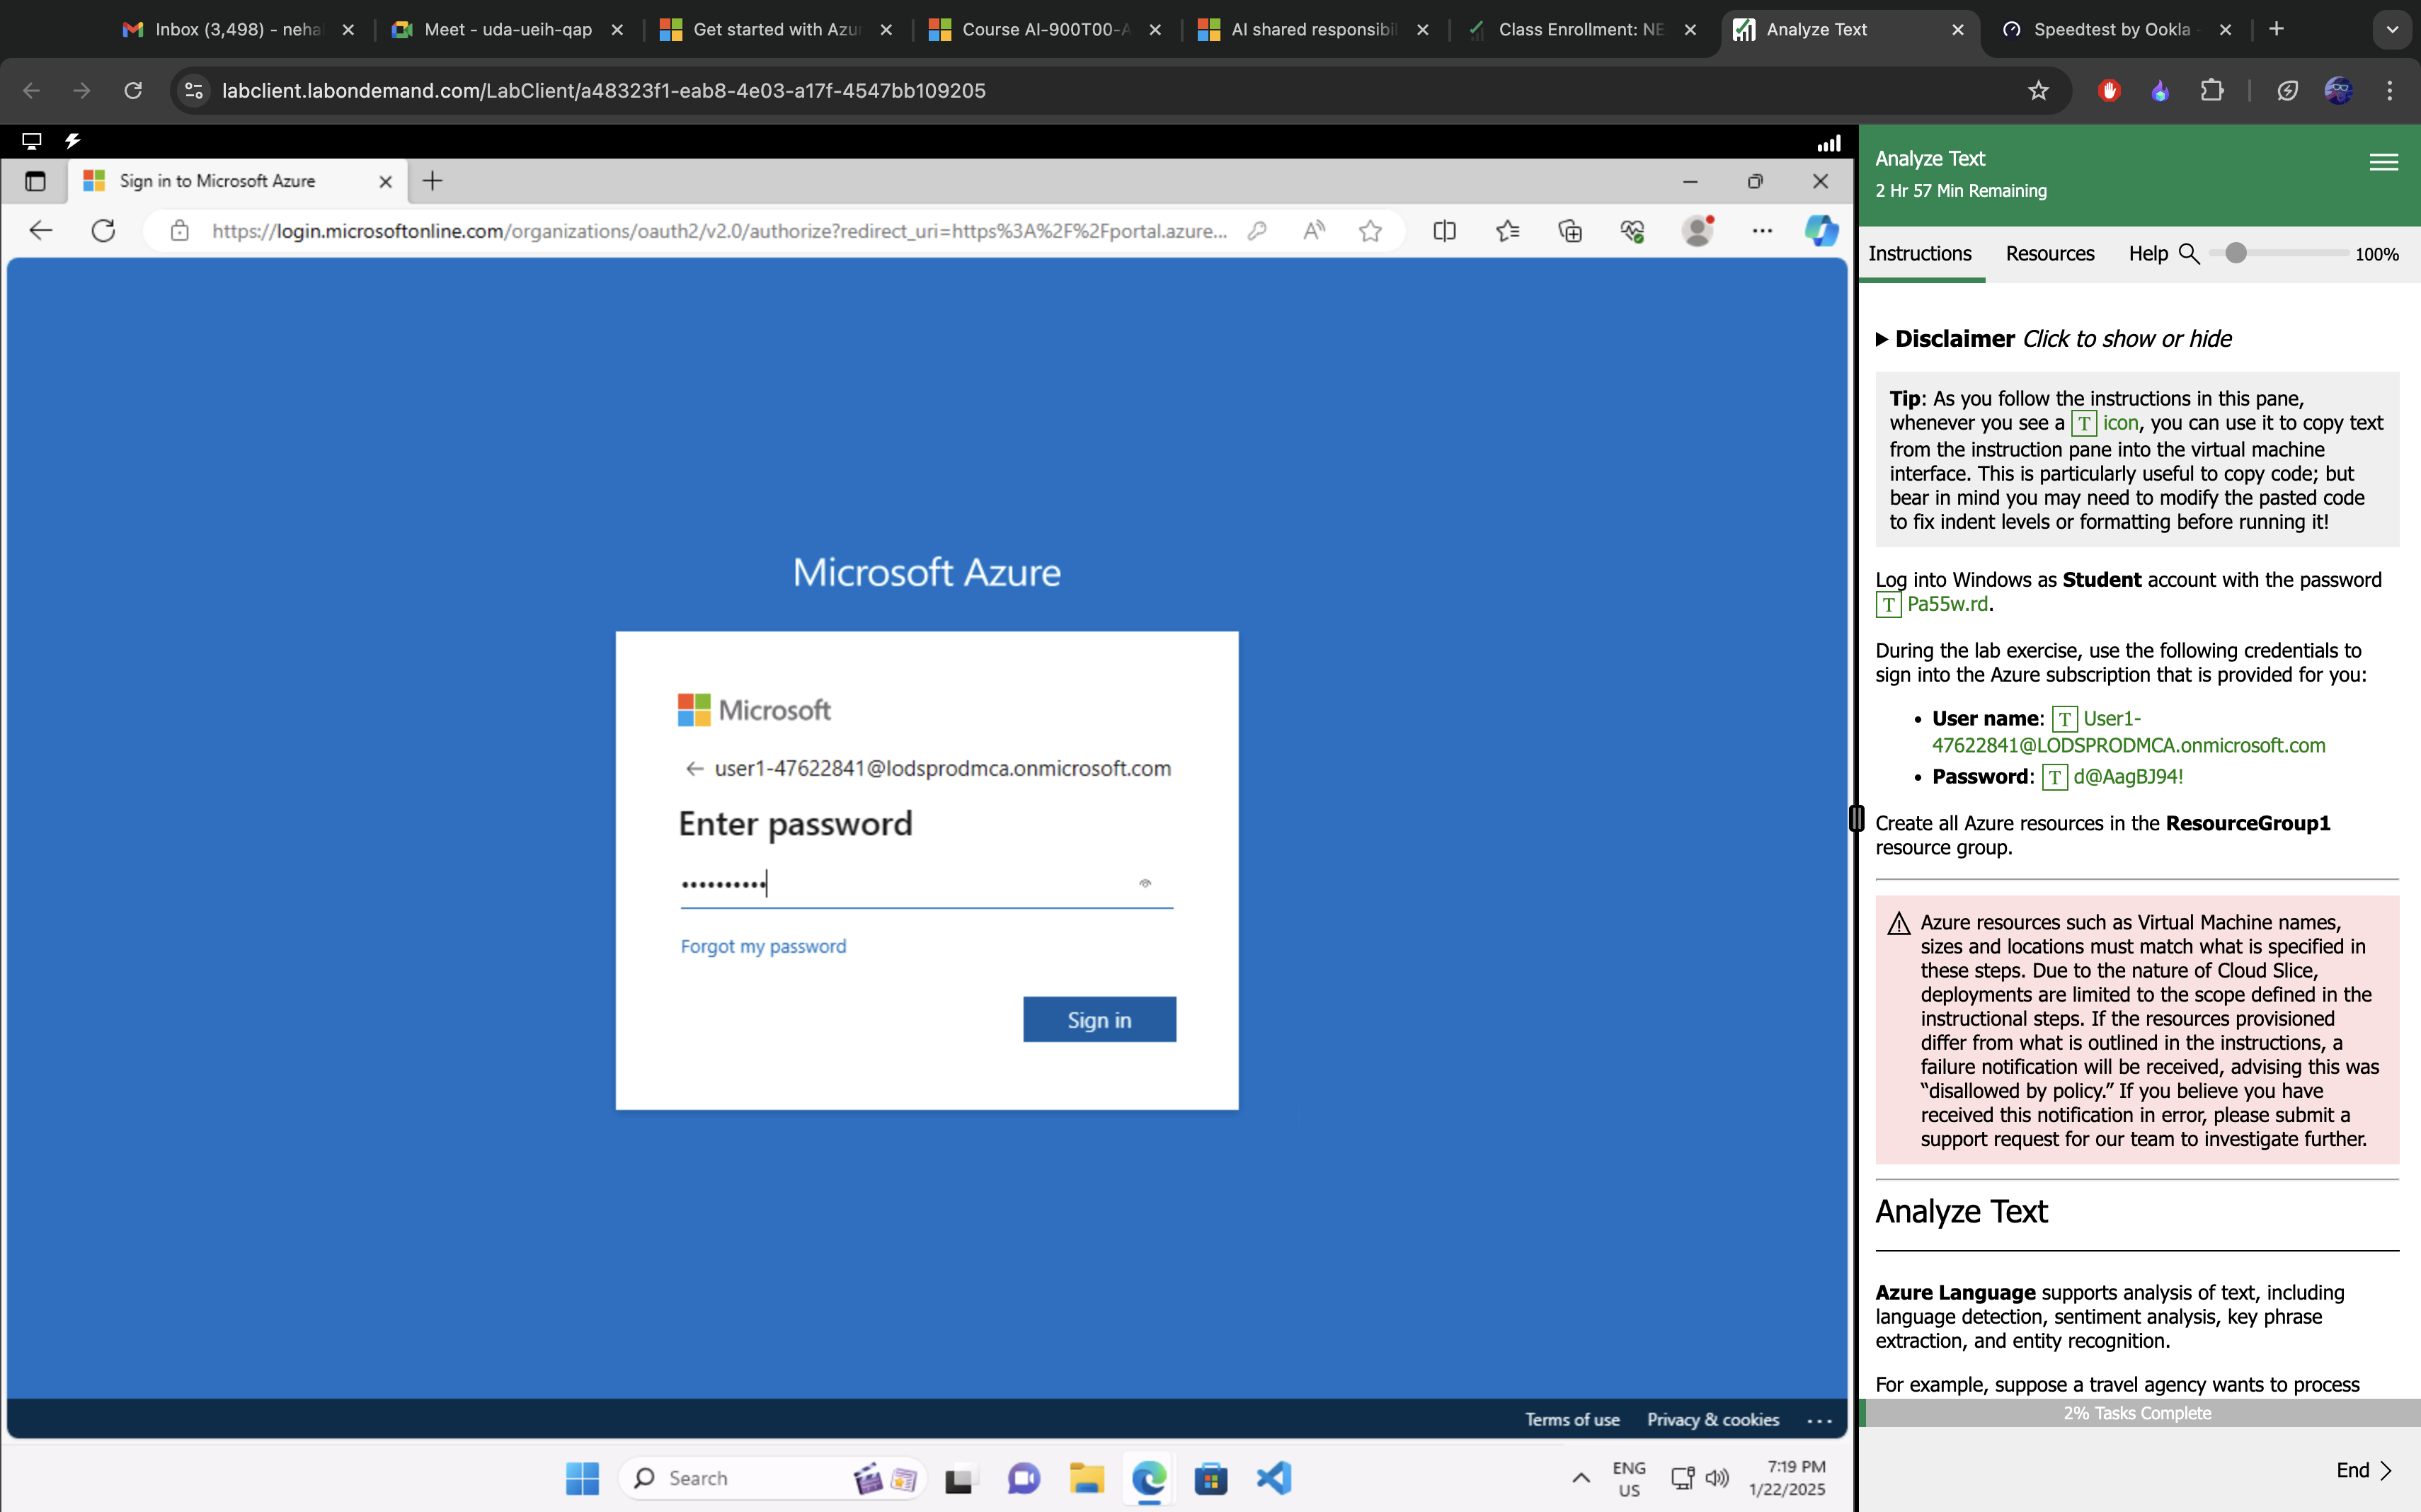 Inbox (3,498) - neha
Meet - uda-ueih-qap
Get started with Azu
Course AI-900T00-A
AI shared responsibil
Class Enrollment: NE
Analyze Text
Speedtest by Ookla -
labclient.labondemand.com/LabClient/a48323f1-eab8-4e03-a17f-4547bb109205
Sign in to Microsoft Azure
https://login.microsoftonline.com/organizations/oauth2/v2.0/authorize?redirect_uri=https%3A%2F%2Fportal.azure...
Microsoft Azure
Microsoft
user1-47622841@lodsprodmca.onmicrosoft.com
Enter password
Forgot my password
Sign in
Terms of use
Privacy & cookies
Search
ENG
US
7:19 PM
1/22/2025
Analyze Text
2 Hr 57 Min Remaining
Instructions
Resources
Help
100%
Disclaimer Click to show or hide
Tip: As you follow the instructions in this pane,
whenever you see a T icon, you can use it to copy text
from the instruction pane into the virtual machine
interface. This is particularly useful to copy code; but
bear in mind you may need to modify the pasted code
to fix indent levels or formatting before running it!
Log into Windows as Student account with the password
T Pa55w.rd.
During the lab exercise, use the following credentials to
sign into the Azure subscription that is provided for you:
• User name: T User1-
47622841@LODSPRODMCA.onmicrosoft.com
• Password: T d@AagBJ94!
Create all Azure resources in the ResourceGroup1
resource group.
Azure resources such as Virtual Machine names,
sizes and locations must match what is specified in
these steps. Due to the nature of Cloud Slice,
deployments are limited to the scope defined in the
instructional steps. If the resources provisioned
differ from what is outlined in the instructions, a
failure notification will be received, advising this was
“disallowed by policy.” If you believe you have
received this notification in error, please submit a
support request for our team to investigate further.
Analyze Text
Azure Language supports analysis of text, including
language detection, sentiment analysis, key phrase
extraction, and entity recognition.
For example, suppose a travel agency wants to process
2% Tasks Complete
End